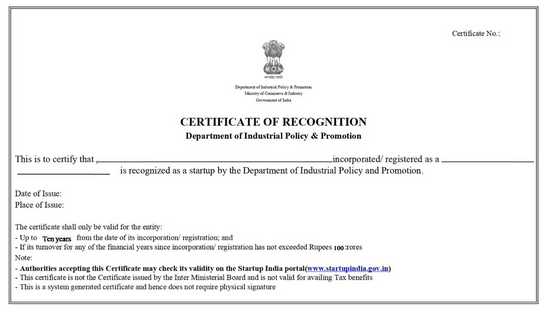 Certificate No.:
सत्यमेव जयते
Department of Industrial Policy & Promotion
Ministry of Commerce & Industry
Government of India
CERTIFICATE OF RECOGNITION
Department of Industrial Policy & Promotion
This is to certify that incorporated/ registered as a
is recognized as a startup by the Department of Industrial Policy and Promotion.
Date of Issue:
Place of Issue:
The certificate shall only be valid for the entity:
- Up to Ten years from the date of its incorporation/ registration; and
- If its turnover for any of the financial years since incorporation/ registration has not exceeded Rupees 100 :rores
Note:
- Authorities accepting this Certificate may check its validity on the Startup India portal(www.startupindia.gov.in)
- This certificate is not the Certificate issued by the Inter Ministerial Board and is not valid for availing Tax benefits
- This is a system generated certificate and hence does not require physical signature